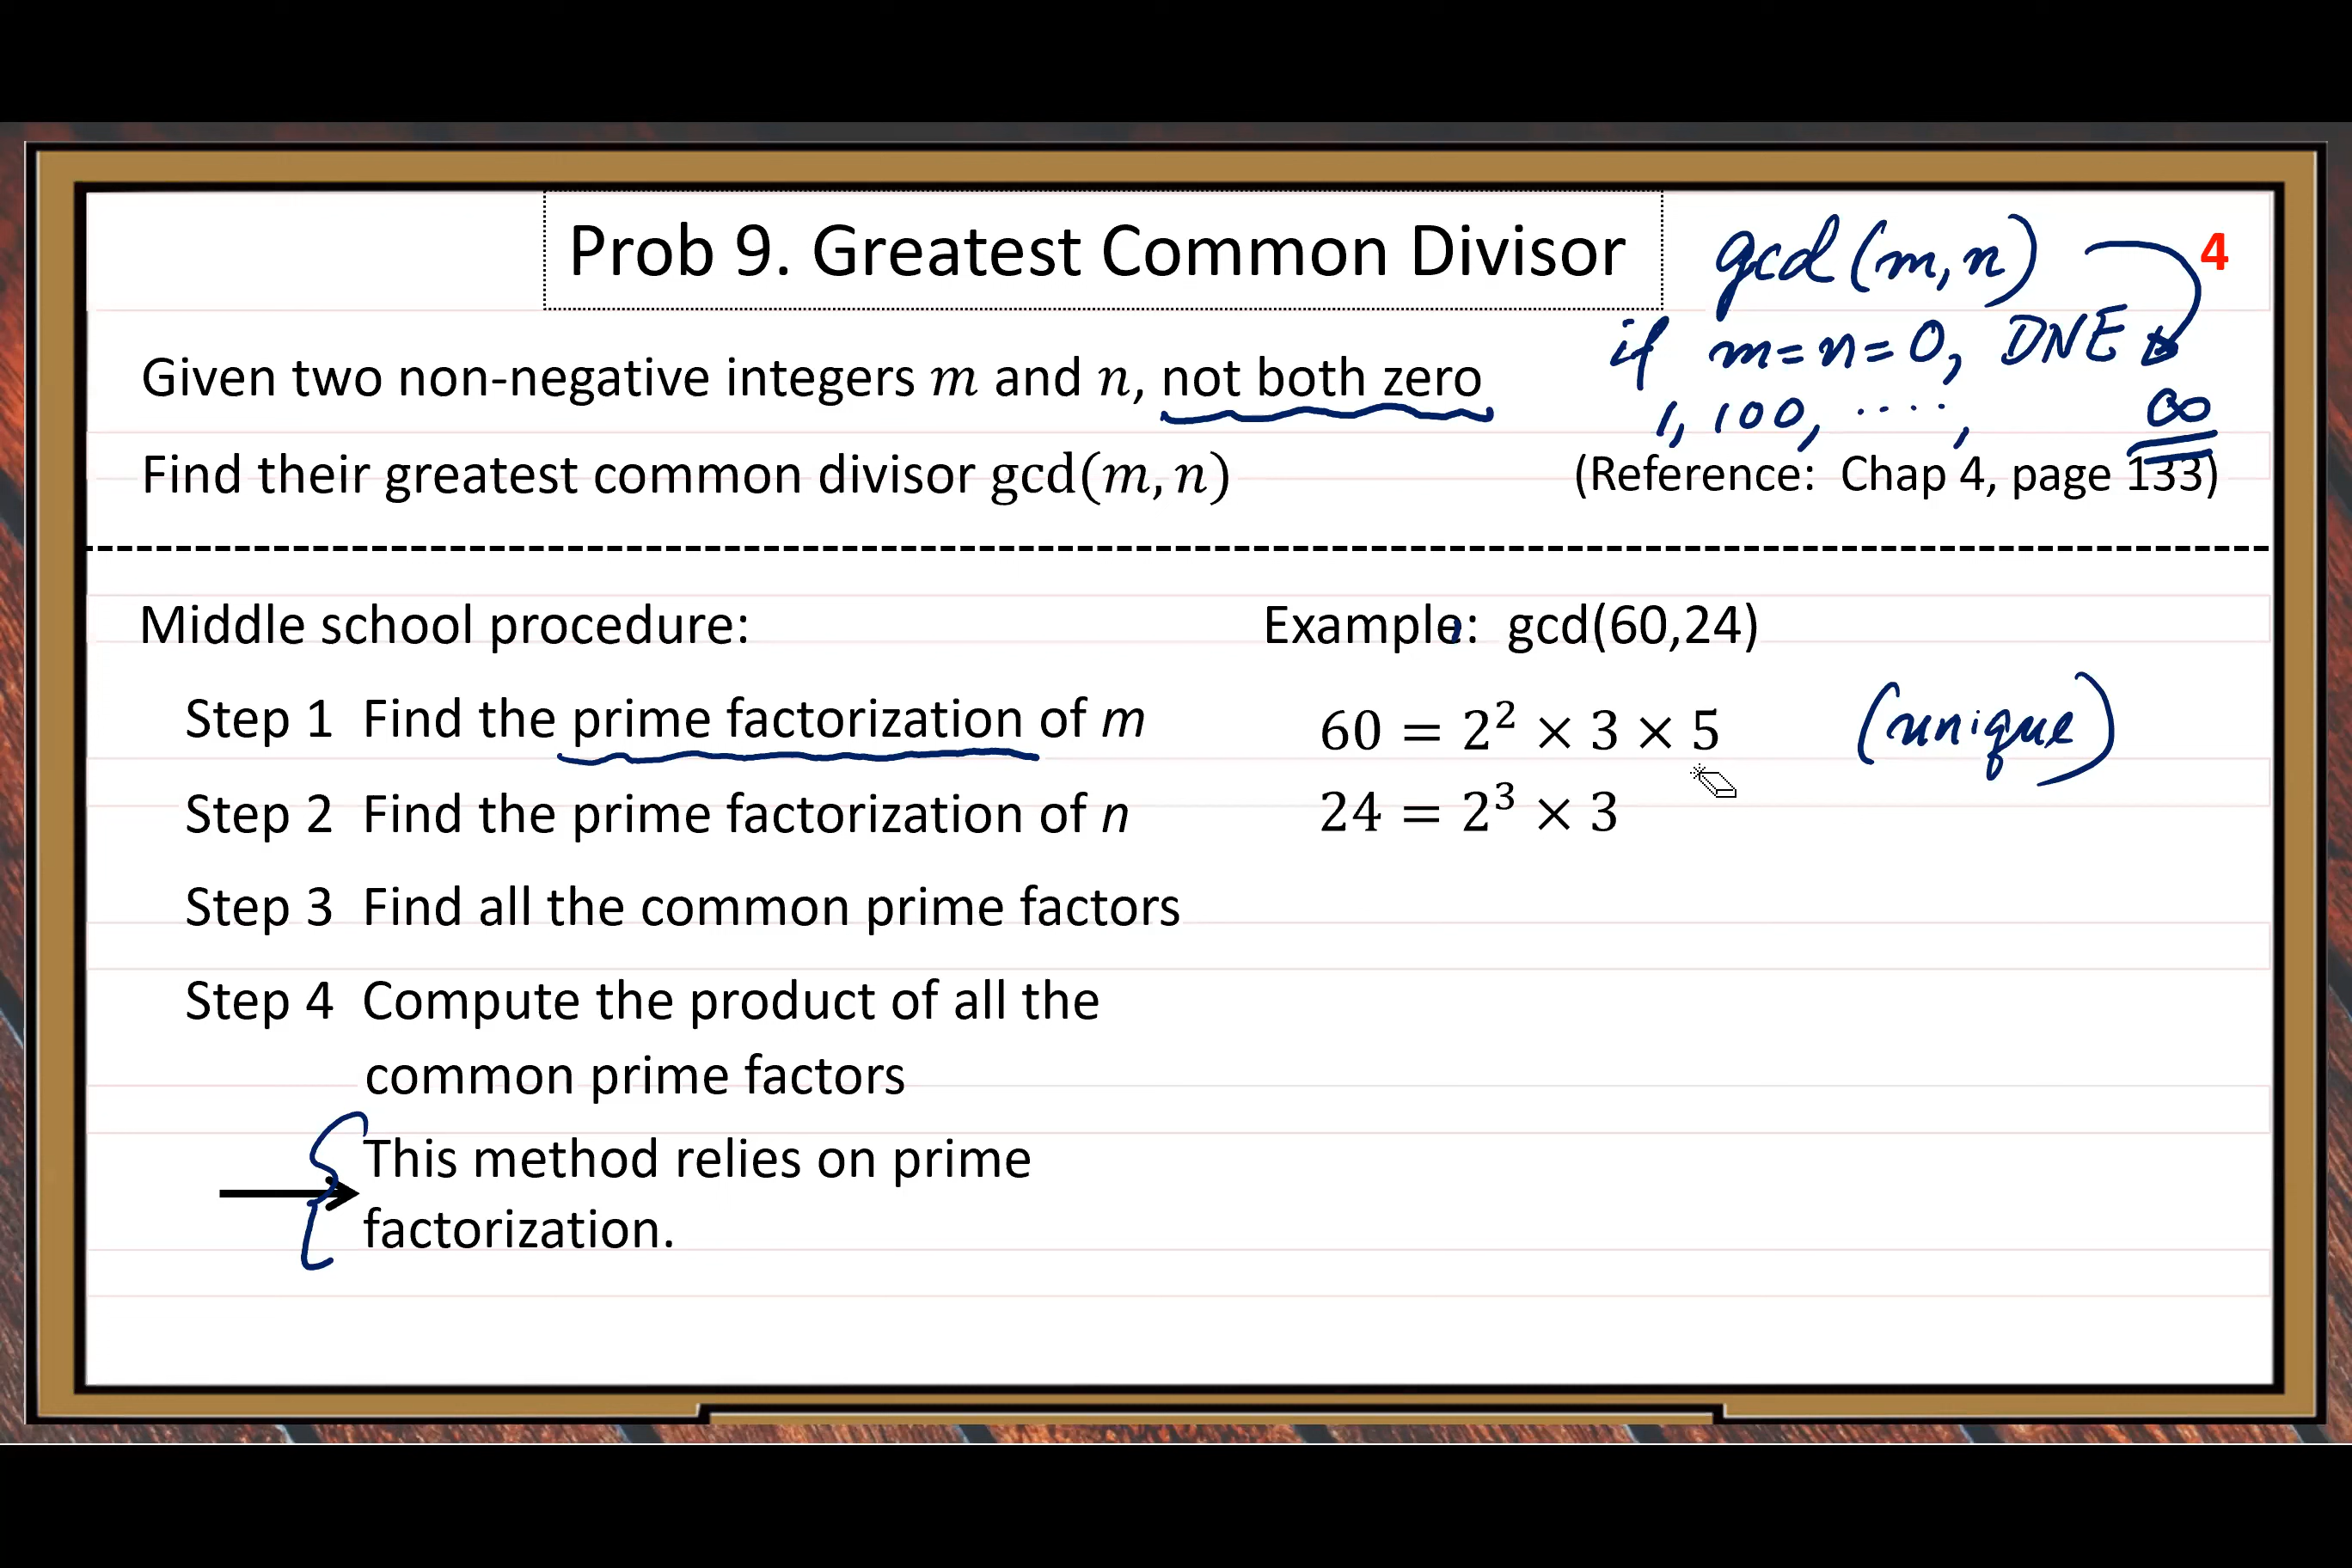 Prob 9. Greatest Common Divisor
gcd(m,n)
4
if m=n=0, DNE
Given two non-negative integers m and n, not both zero
1, 100, ....,
∞
Find their greatest common divisor gcd(m, n)
(Reference: Chap 4, page 133)
Middle school procedure:
Example: gcd(60,24)
Step 1 Find the prime factorization of m
60 = 2² × 3 × 5
(unique)
Step 2 Find the prime factorization of n
24 = 2³ × 3
Step 3 Find all the common prime factors
Step 4 Compute the product of all the
common prime factors
This method relies on prime
factorization.